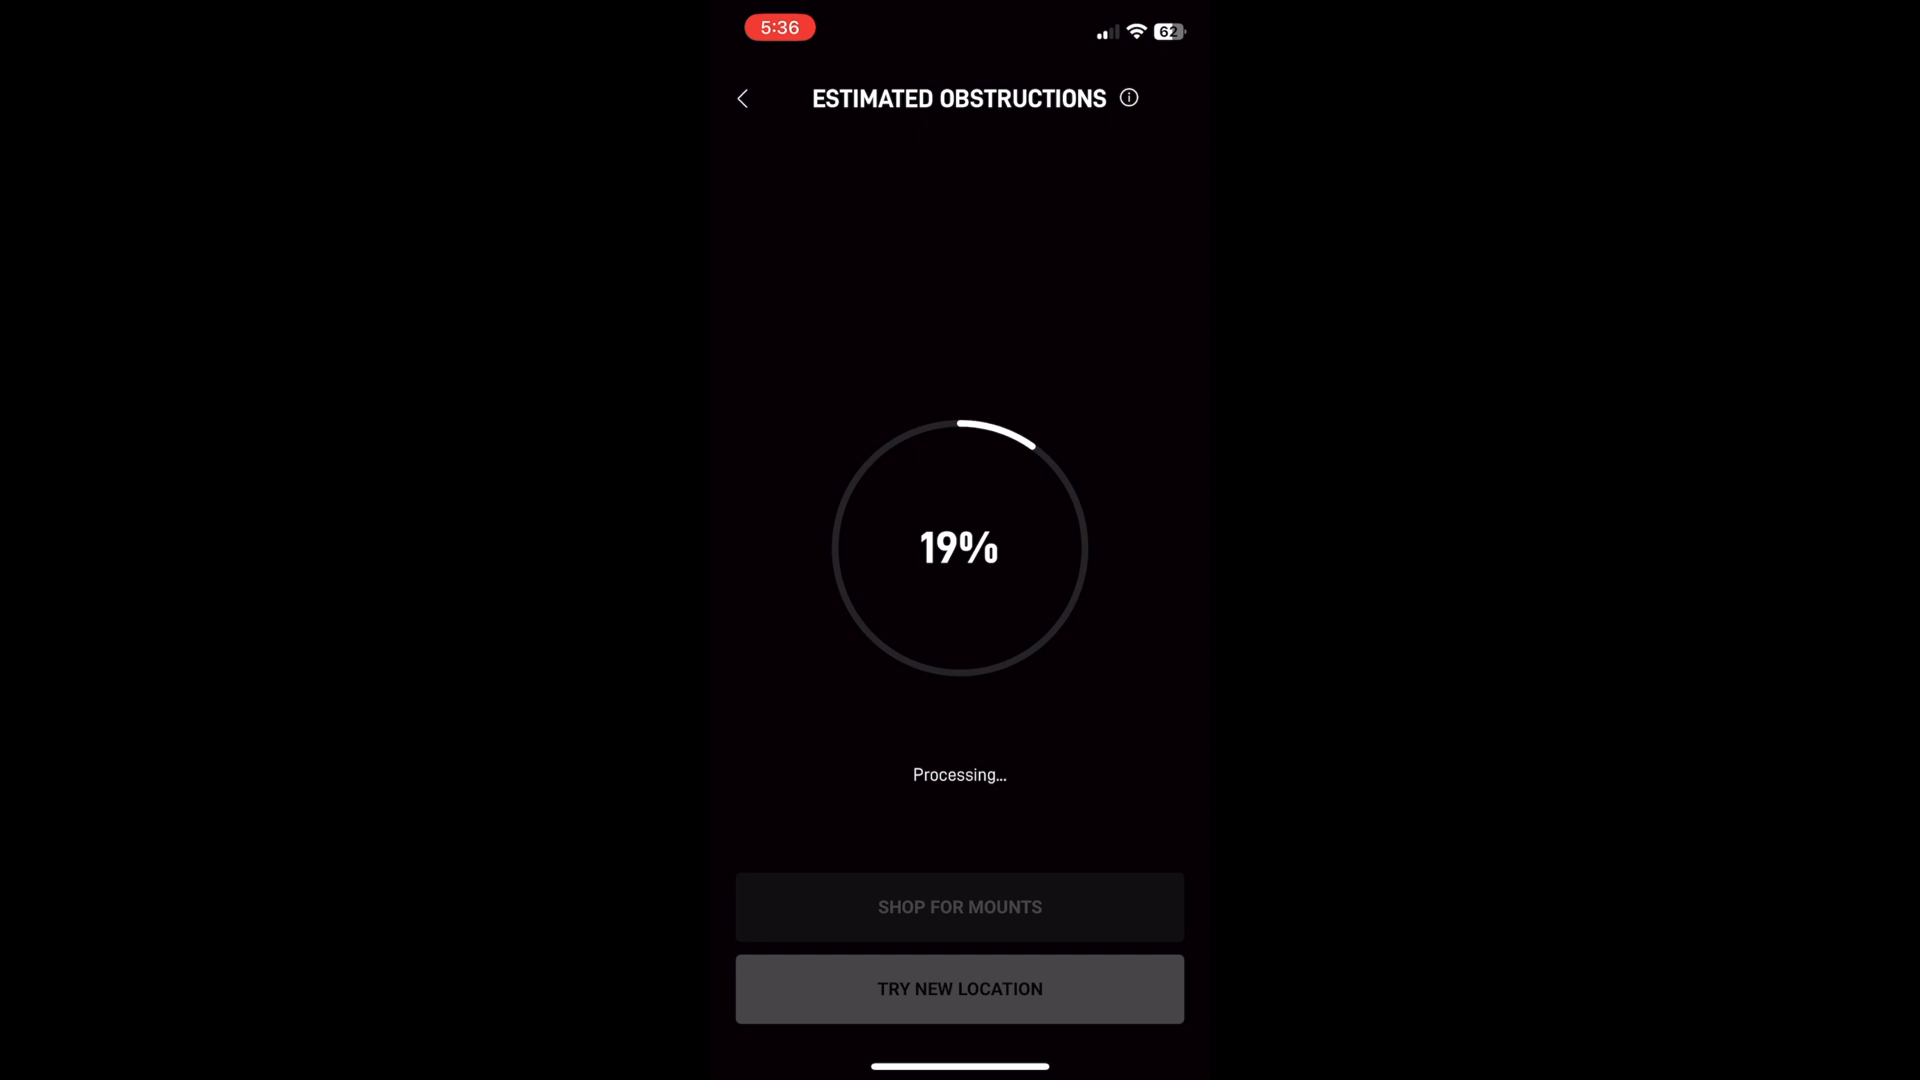 5:36
62
ESTIMATED OBSTRUCTIONS
19%
Processing...
SHOP FOR MOUNTS
TRY NEW LOCATION